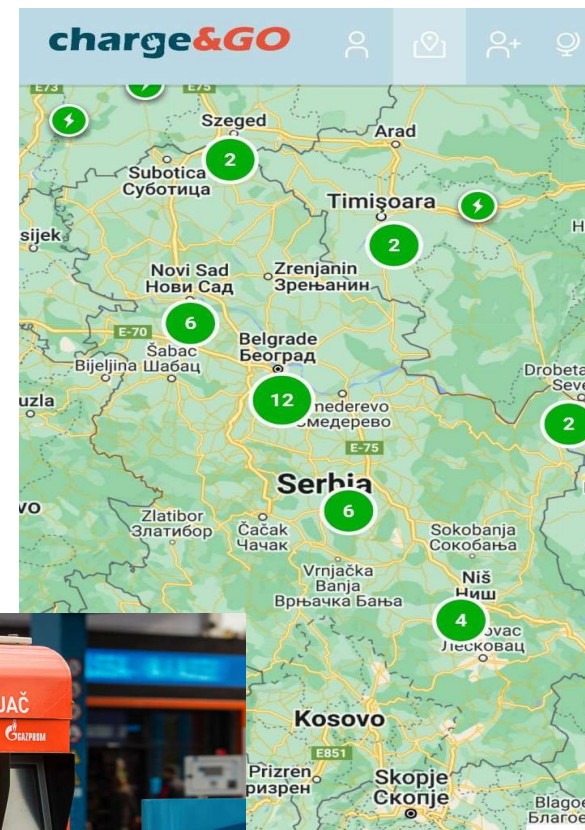 charge&GO
E73
E75
Szeged
2
Arad
Subotica
Суботица
Timişoara
sijek
2
Novi Sad
Нови Сад
Zrenjanin
Зрењанин
6
E-70
Šabac
Шабац
Bijeljina
Belgrade
Београд
Drobeta
Seve
uzla
12
nederevo
Смедерево
2
E-75
Serbia
6
vo
Zlatibor
Златибор
Čačak
Чачак
Sokobanja
Сокобања
Vrnjačka
Banja
Врњачка Бања
Niš
Ниш
4
ovac
Лесковац
JAČ
GAZPROM
Kosovo
E851
Prizren
ризрен
Skopje
Скопје
Blagoe
Благое